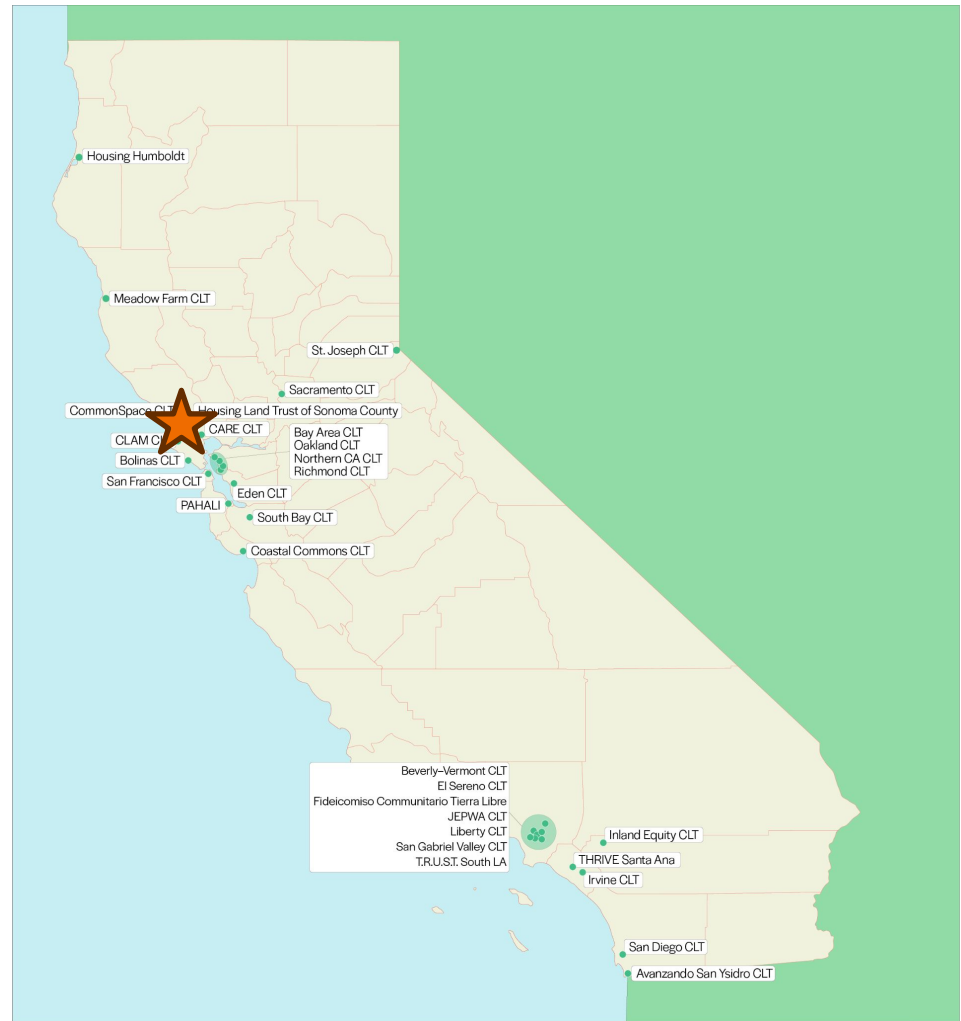 Housing Humboldt
Meadow Farm CLT
St. Joseph CLT
Sacramento CLT
CommonSpace CLT
Housing Land Trust of Sonoma County
CARE CLT
CLAM
Bay Area CLT
Oakland CLT
Northern CA CLT
Richmond CLT
Bolinas CLT
San Francisco CLT
Eden CLT
PAHALI
South Bay CLT
Coastal Commons CLT
Beverly–Vermont CLT
El Sereno CLT
Fideicomiso Communitario Tierra Libre
JEPWA CLT
Liberty CLT
San Gabriel Valley CLT
T.R.U.S.T. South LA
Inland Equity CLT
THRIVE Santa Ana
Irvine CLT
San Diego CLT
Avanzando San Ysidro CLT